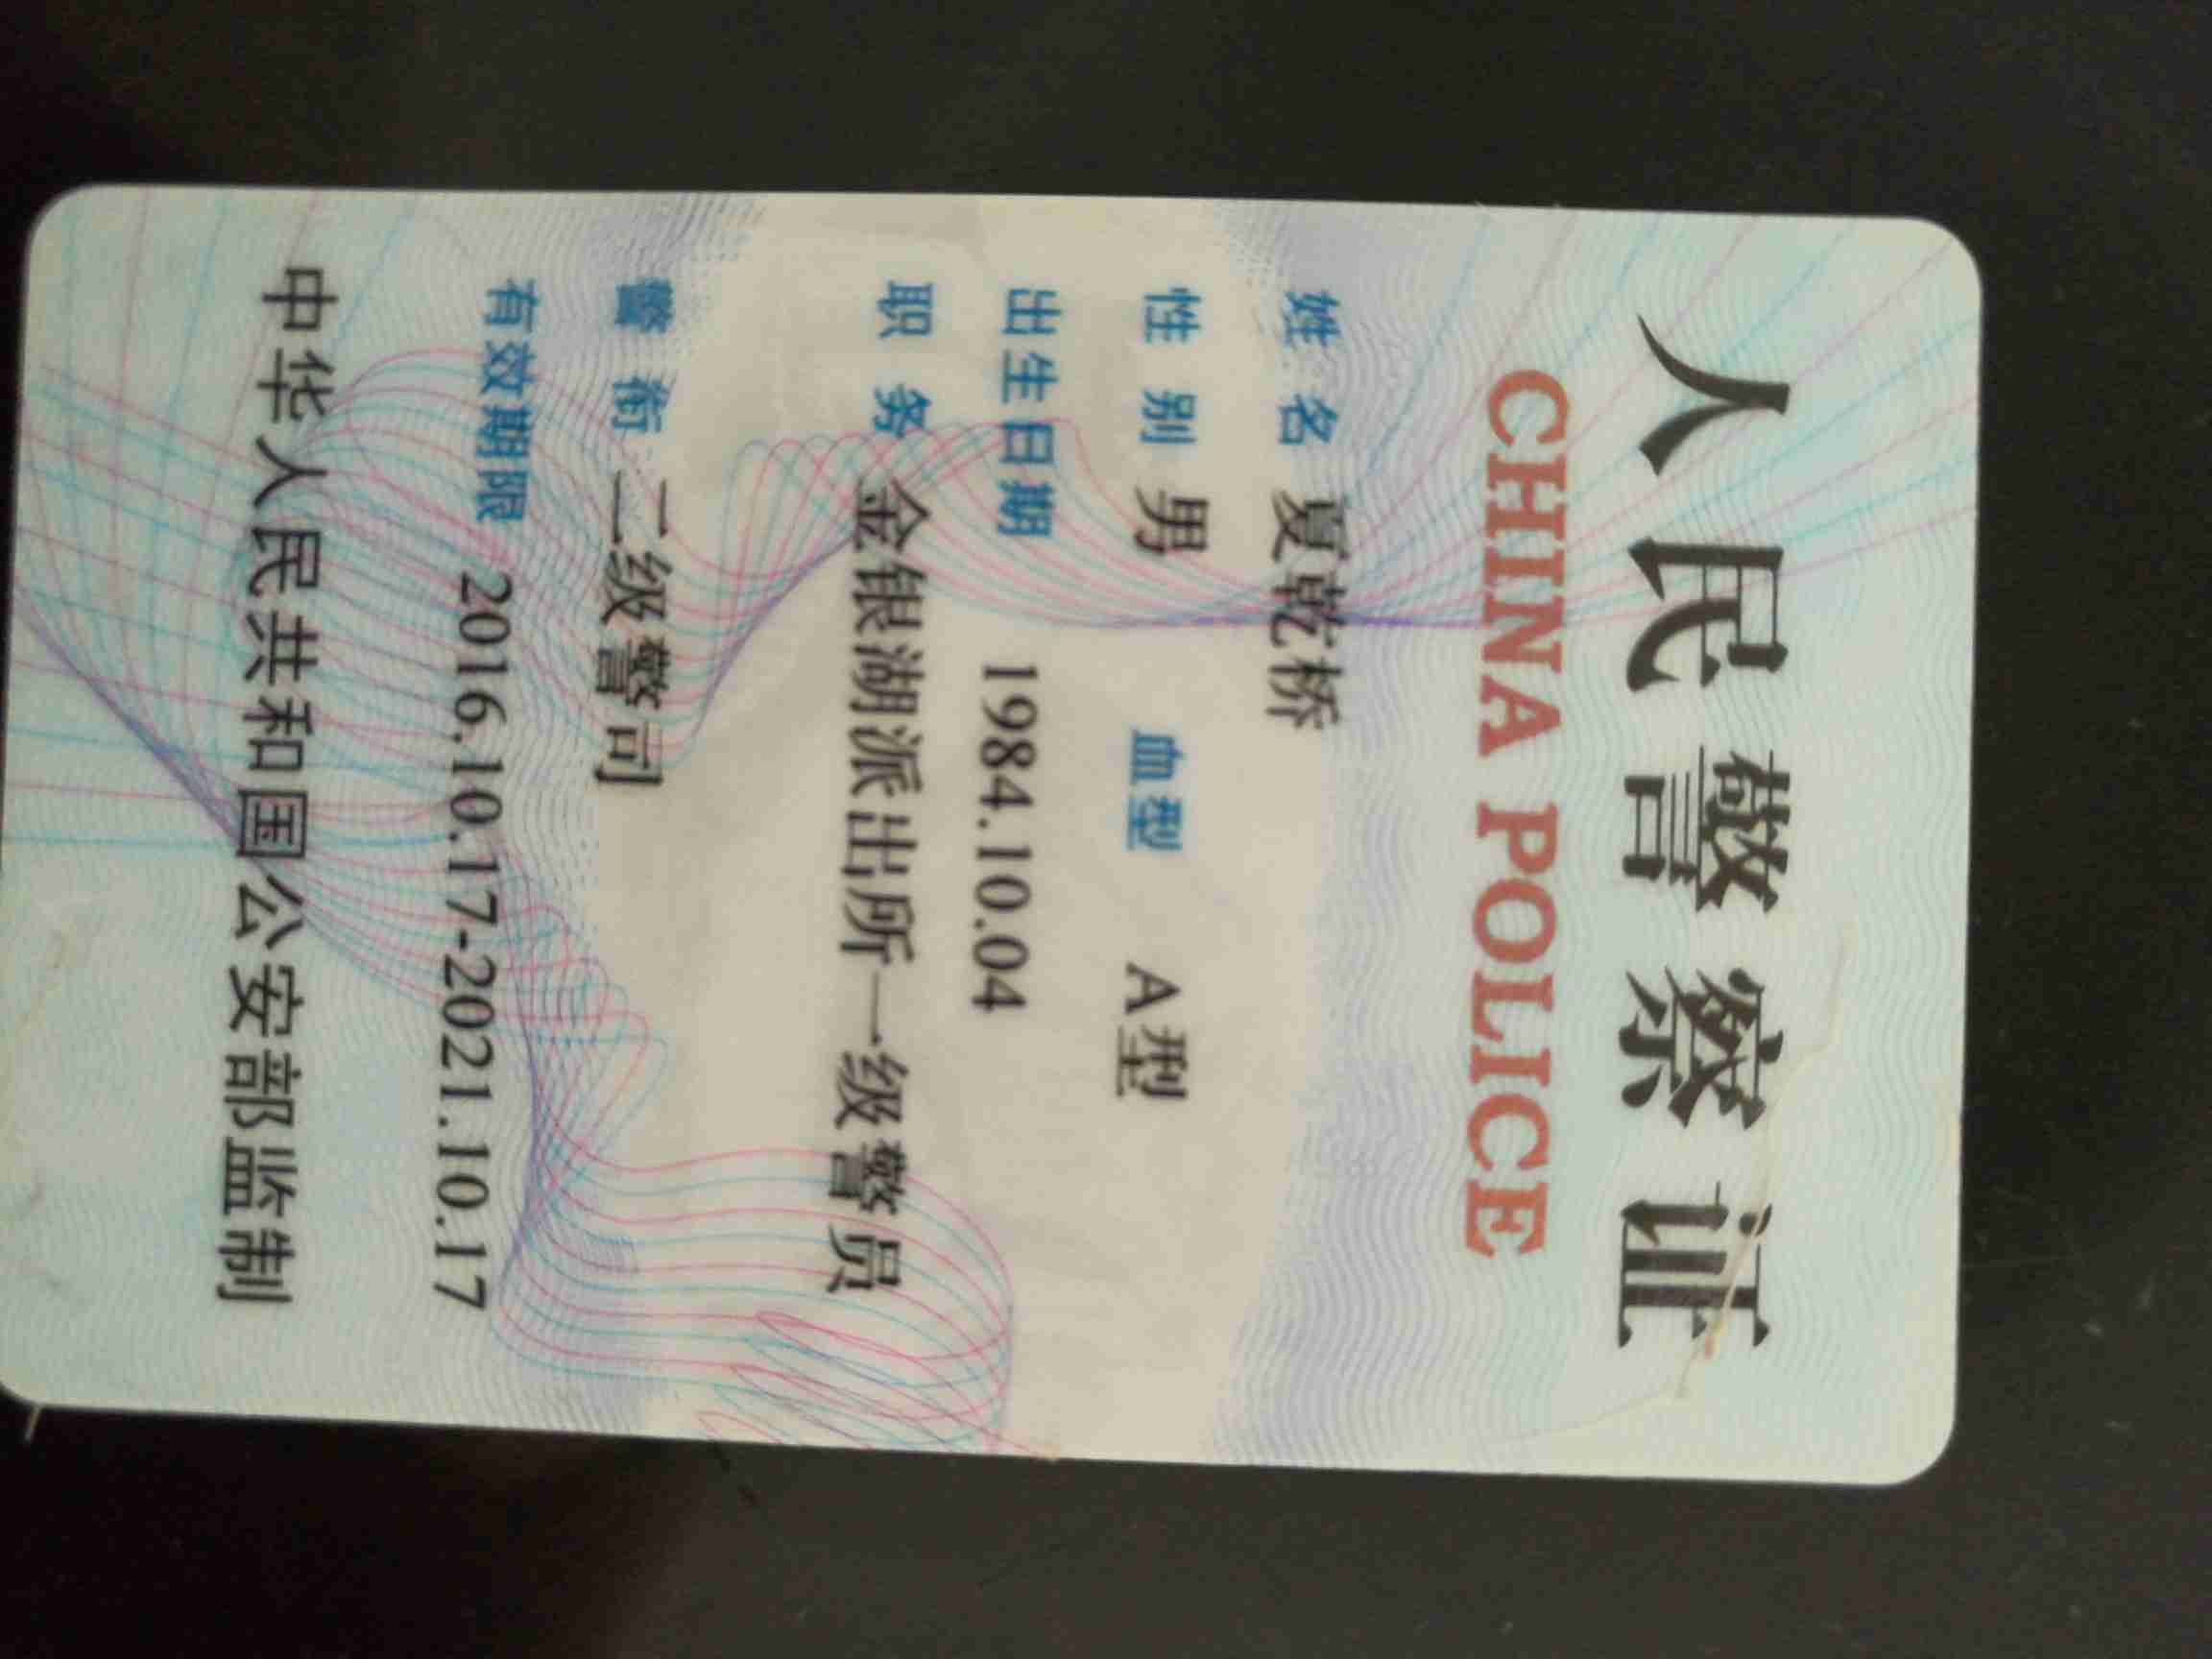 人民警察证
CHINA POLICE
姓名 夏乾桥
性别 男 血型 A型
出生日期 1984.10.04
职务 金银湖派出所一级警员
警衔 二级警司
有效期限 2016.10.17-2021.10.17
中华人民共和国公安部监制